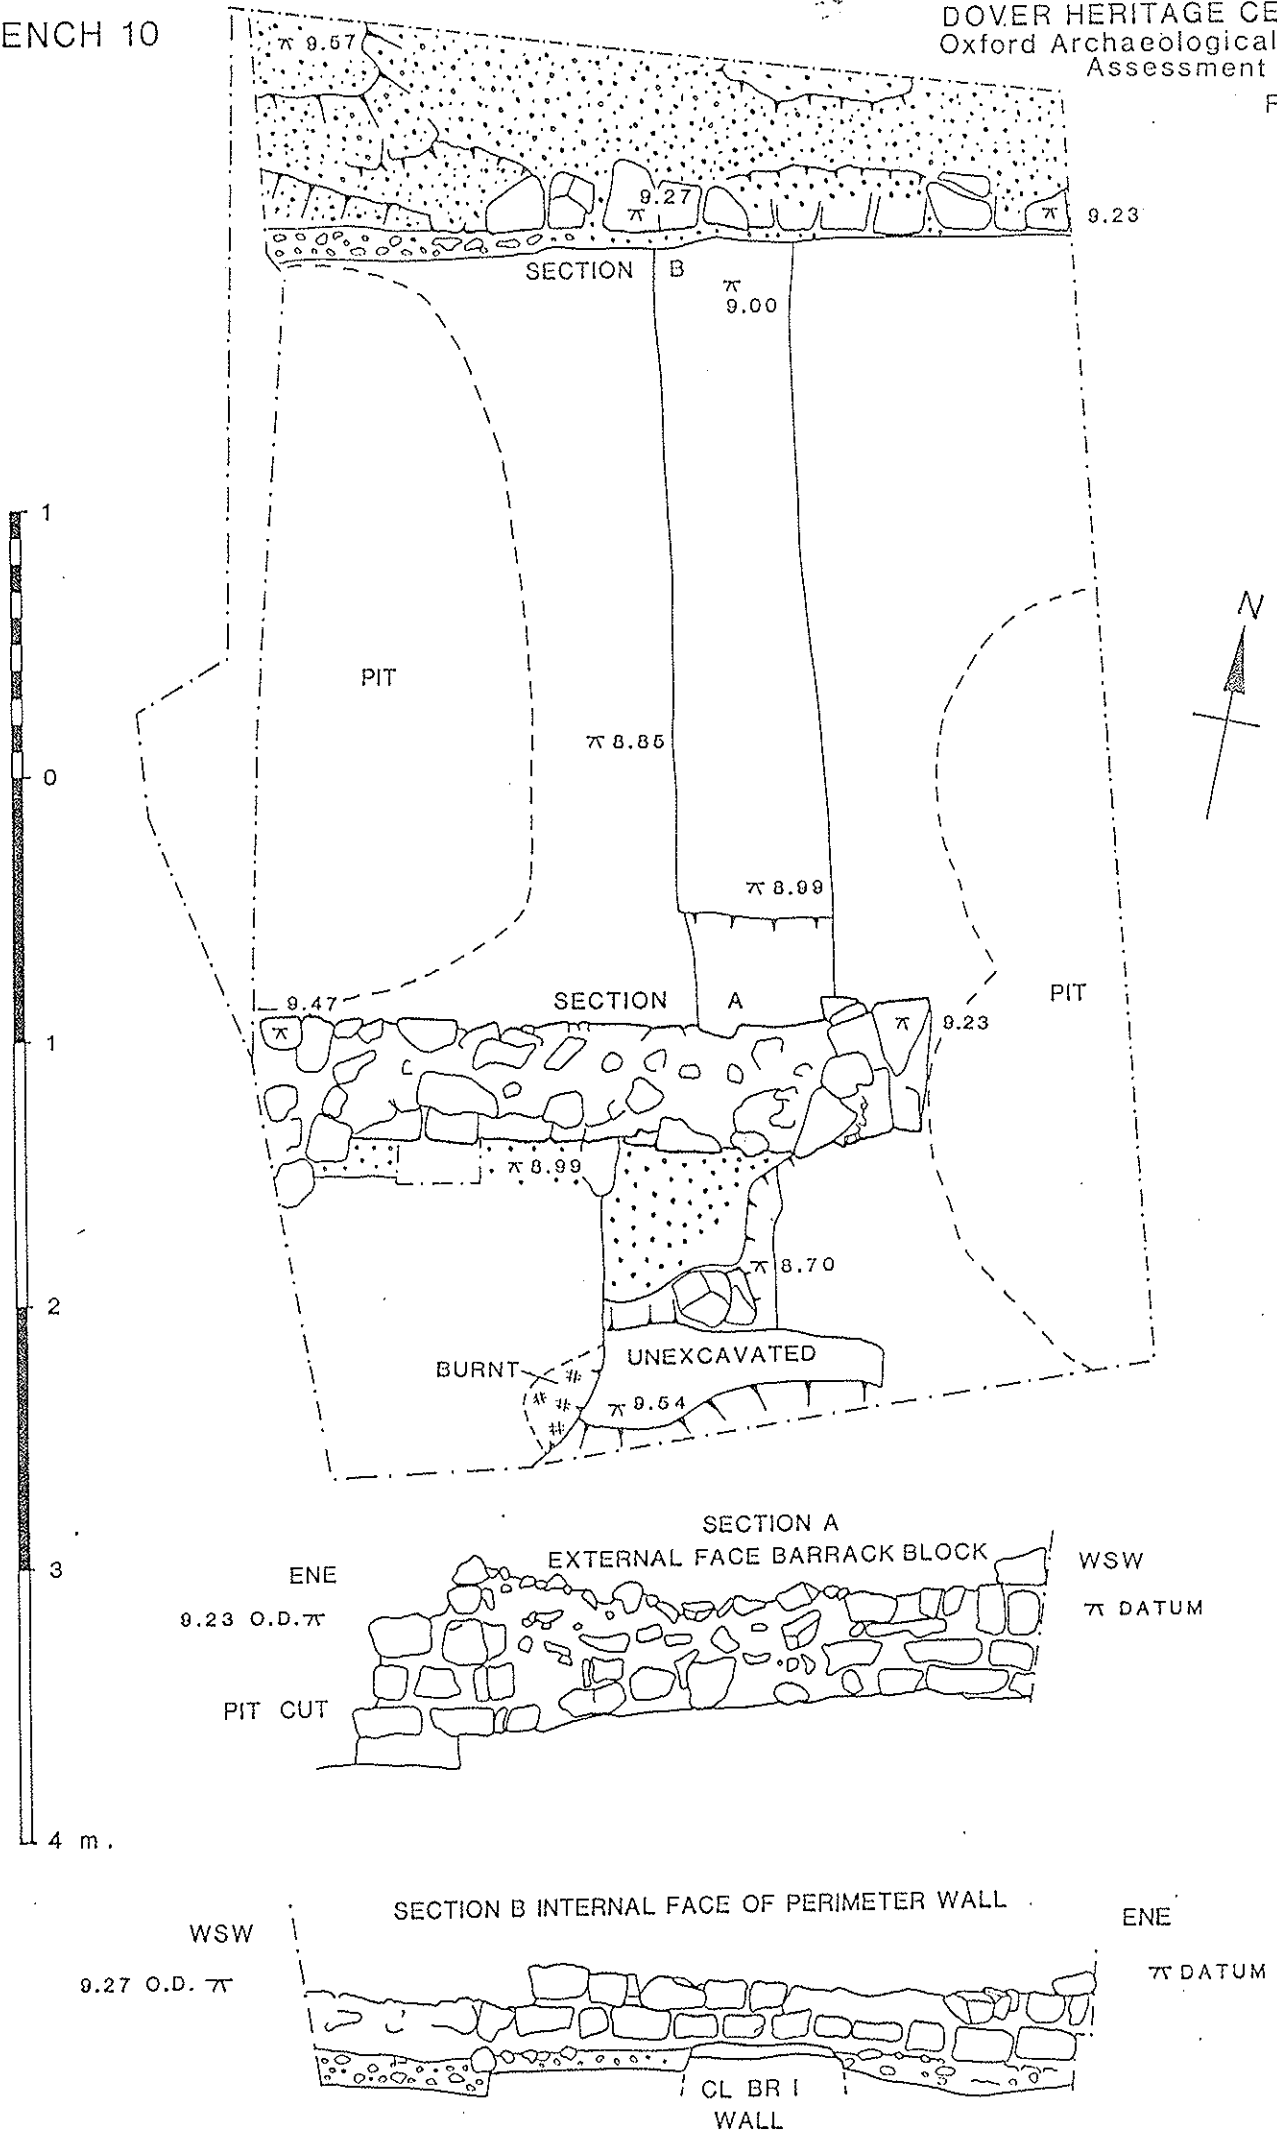 ENCH 10
DOVER HERITAGE CE
Oxford Archaeological
Assessment
F
9.57
9.27
9.23
SECTION B
9.00
1
N
PIT
8.85
0
8.99
9.47
SECTION A
PIT
9.23
1
8.99
8.70
2
BURNT
UNEXCAVATED
9.54
SECTION A
EXTERNAL FACE BARRACK BLOCK
ENE
WSW
3
9.23 O.D.
DATUM
PIT CUT
4 m.
SECTION B INTERNAL FACE OF PERIMETER WALL
WSW
ENE
9.27 O.D.
DATUM
CL BR I
WALL